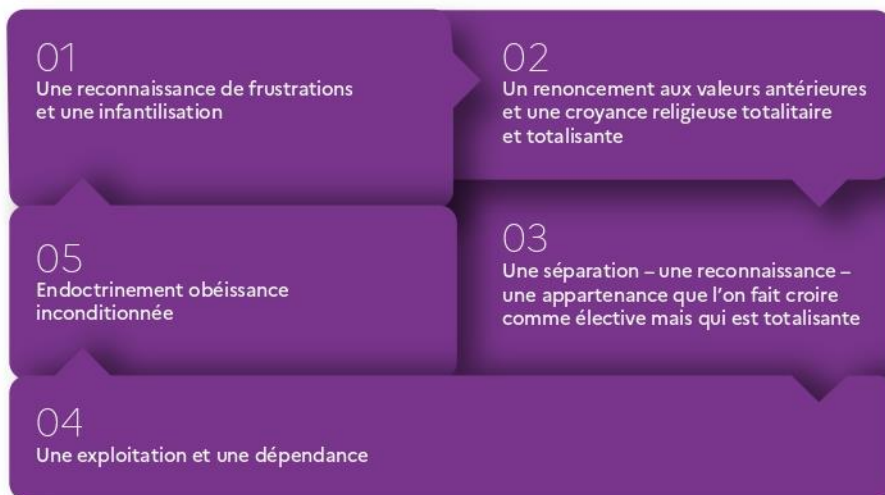 01
Une reconnaissance de frustrations
et une infantilisation
02
Un renoncement aux valeurs antérieures
et une croyance religieuse totalitaire
et totalisante
03
Une séparation – une reconnaissance –
une appartenance que l’on fait croire
comme élective mais qui est totalisante
04
Une exploitation et une dépendance
05
Endoctrinement obéissance
inconditionnée